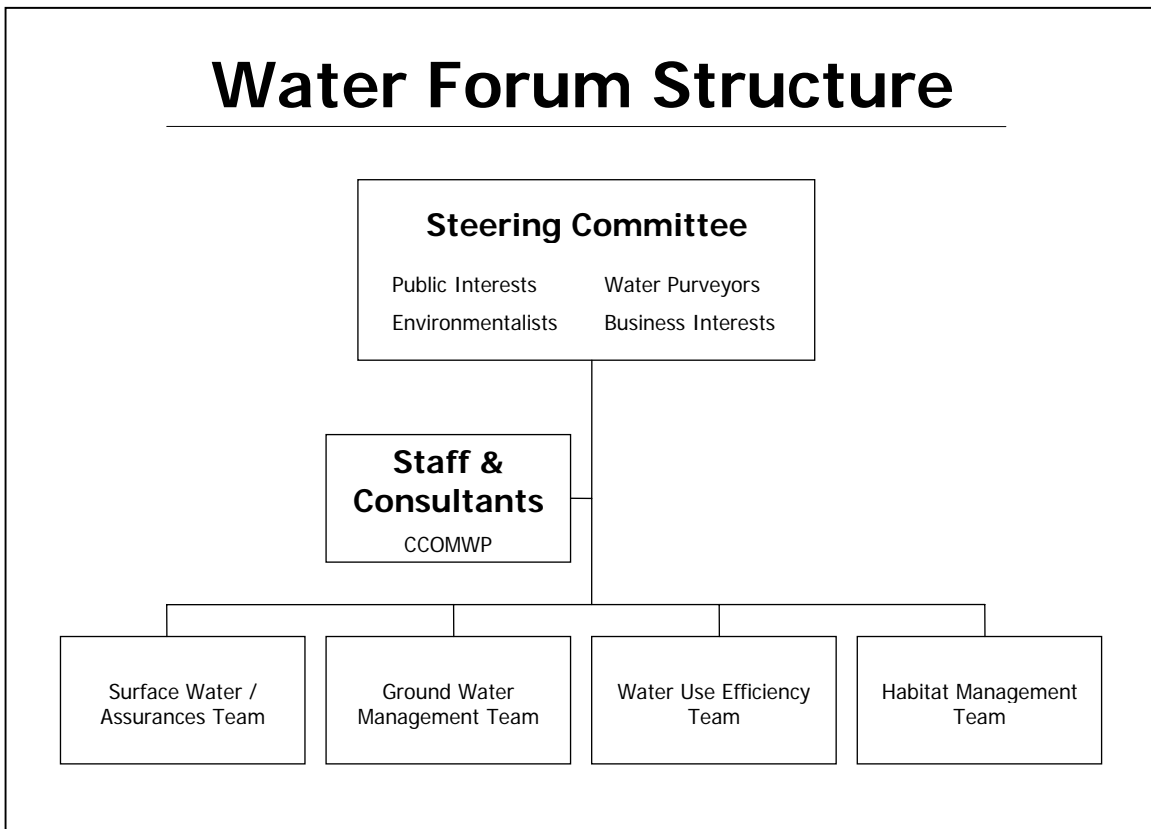 Water Forum Structure
Steering Committee
Public Interests Water Purveyors
Environmentalists Business Interests
Staff &
Consultants
CCOMWP
Surface Water /
Assurances Team
Ground Water
Management Team
Water Use Efficiency
Team
Habitat Management
Team